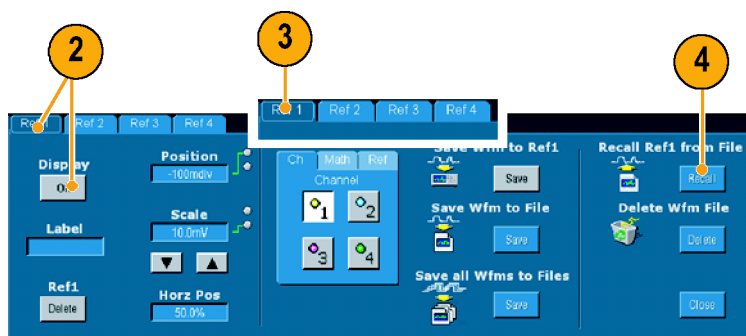 2
3
4
Ref 2 Ref 3 Ref 4
Ref 1 Ref 2 Ref 3 Ref 4
Display
Label
Ref1
Delete
Position
-100mdiv
Scale
10.0mV
Horz Pos
50.0%
Ch Math Ref
Channel
1
2
3
4
Save Wfm to Ref1
Save
Save Wfm to File
Save
Save all Wfms to Files
Save
Recall Ref1 from File
Recall
Delete Wfm File
Delete
Close